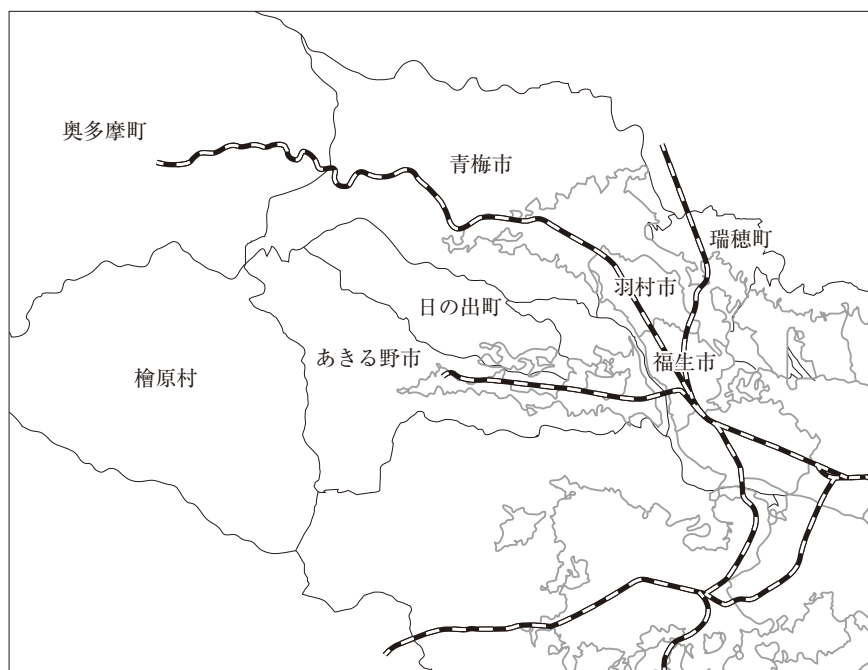 奥多摩町
青梅市
瑞穂町
羽村市
日の出町
福生市
あきる野市
檜原村